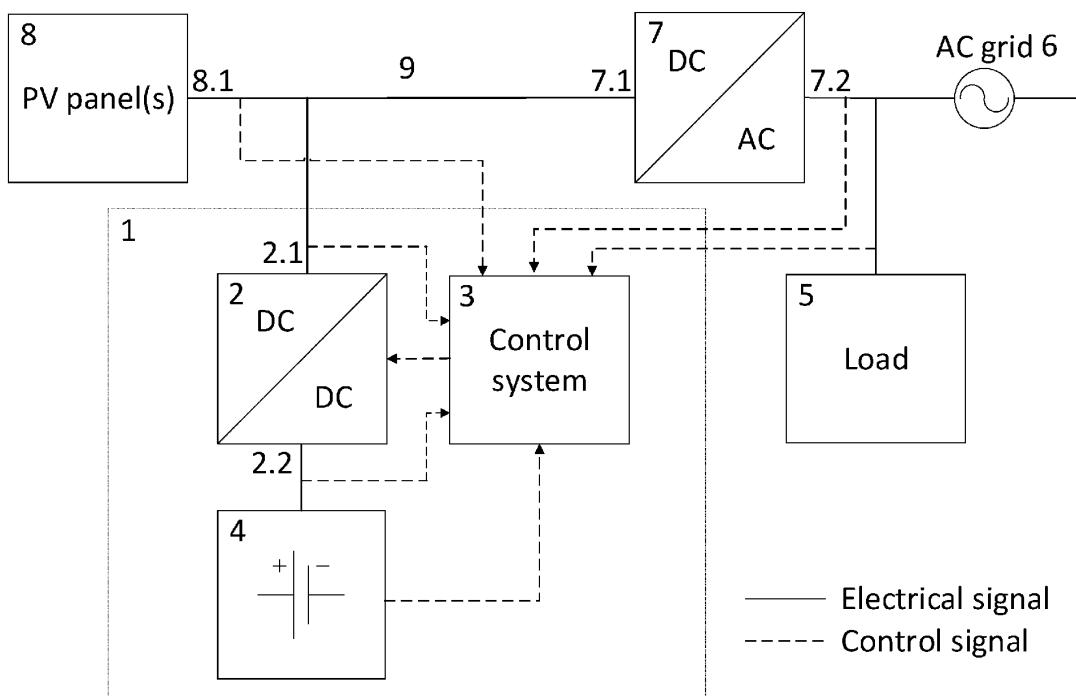 8
PV panel(s)
8.1
9
7.1
7
DC
AC
7.2
AC grid 6
1
2.1
2
DC
DC
2.2
3
Control
system
5
Load
4
+ −
Electrical signal
Control signal